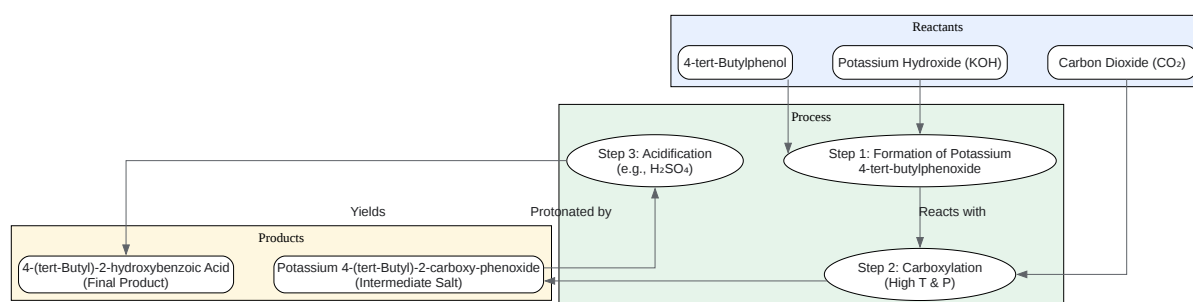 Reactants
4-tert-Butylphenol
Potassium Hydroxide (KOH)
Carbon Dioxide (CO₂)
Process
Step 3: Acidification
(e.g., H₂SO₄)
Step 1: Formation of Potassium
4-tert-butylphenoxide
Yields
Protonated by
Reacts with
Products
4-(tert-Butyl)-2-hydroxybenzoic Acid
(Final Product)
Potassium 4-(tert-Butyl)-2-carboxy-phenoxide
(Intermediate Salt)
Step 2: Carboxylation
(High T & P)